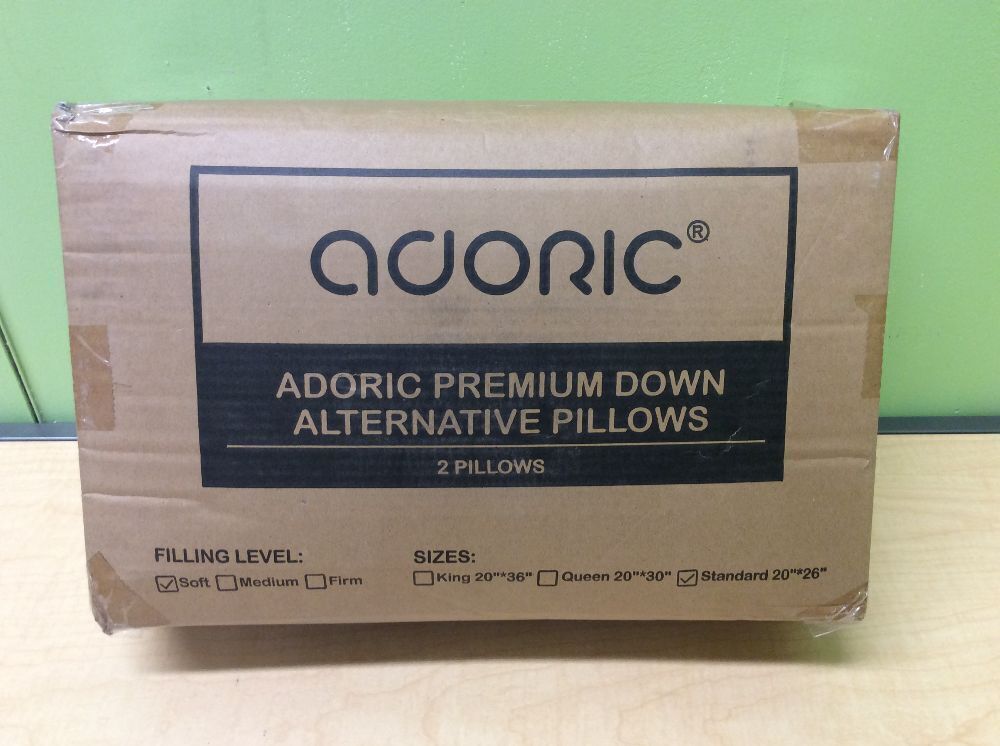 ADORIC®
ADORIC PREMIUM DOWN
ALTERNATIVE PILLOWS
2 PILLOWS
FILLING LEVEL:
Soft Medium Firm
SIZES:
King 20"*36" Queen 20"*30" Standard 20"*26"